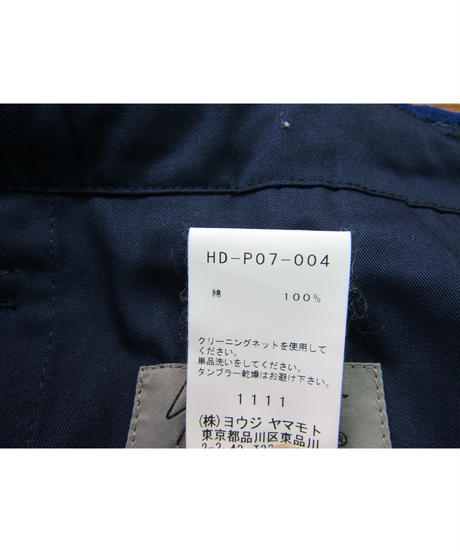 HD-P07-004
綿 100%
クリーニングネットを使用して
ください。
単品洗いをしてください。
タンブラー乾燥はお避け下さい。
1111
(株)ヨウジ ヤマモト
東京都品川区東品川
®